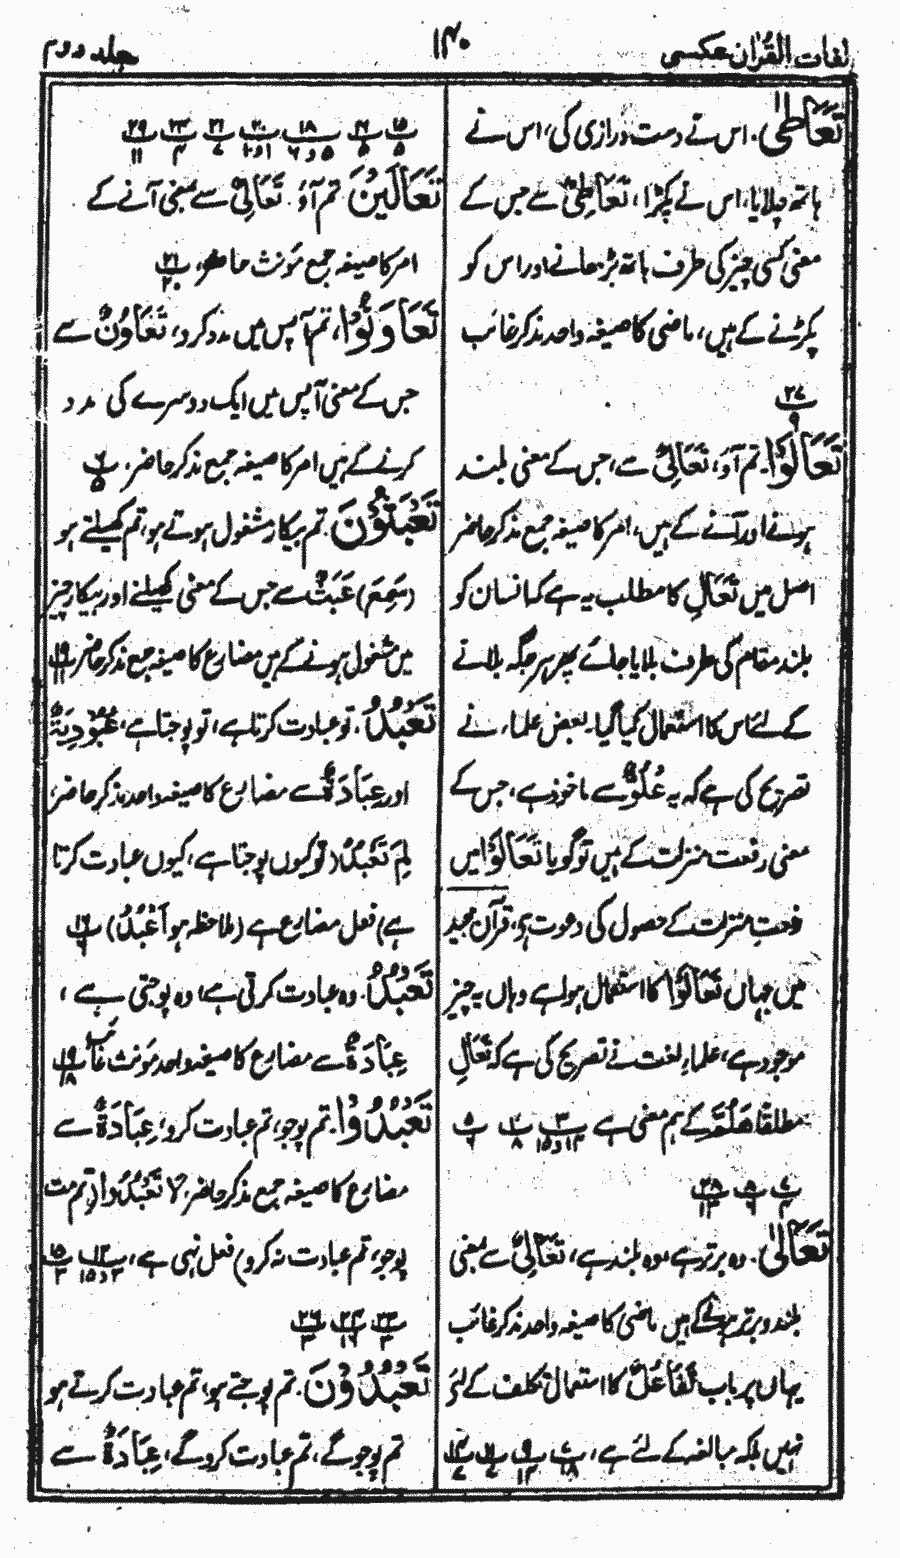 لغات القرآن عکسی
۱۴۰
جلد دوم
تَعَاطٰی۔ اس نے دست درازی کی، اس نے
ہاتھ چلایا، اس نے پکڑا، تَعَاطِیٌ سے جس کے
معنی کسی چیز کی طرف ہاتھ بڑھانے اور اس کو
پکڑنے کے ہیں، ماضی کا صیغہ واحد مذکر غائب
۲۷
۹
تَعَالَوْا۔ تم آؤ، تَعَالِیٌ سے، جس کے معنی بلند
ہونے اور آنے کے ہیں، امر کا صیغہ جمع مذکر حاضر
اصل میں تَعَالِ کا مطلب یہ ہے کہ انسان کو
بلند مقام کی طرف بلایا جائے پھر ہر جگہ بلانے
کے لئے اس کا استعمال کیا گیا۔ بعض علماء نے
تصریح کی ہے کہ یہ عُلُوٌّ سے ماخوذ ہے، جس کے
معنی رفعت منزلت کے ہیں تو گویا تَعَالَوْا میں
رفعتِ منزلت کے حصول کی دعوت ہے، قرآن مجید
میں جہاں تَعَالَوْا کا استعمال ہوا ہے وہاں یہ چیز
موجود ہے، علماءِ لغت نے تصریح کی ہے کہ تَعَالِ
مطلقًا هَلُمَّ کے ہم معنی ہے
تَعَالٰی۔ وہ برتر ہے، وہ بلند ہے، تَعَالِیٌ سے بمعنی
بلند و برتر ہونے کے ہیں ماضی کا صیغہ واحد مذکر غائب
یہاں پر باب تَفَاعُلٌ کا استعمال تکلف کے لئے
نہیں بلکہ مبالغہ کے لئے ہے،
تَعَالَیْنَ تم آؤ۔ تَعَالِیٌ سے بمعنی آنے کے
امر کا صیغہ جمع مؤنث حاضر، ۲۱ ۲۰
تَعَاوَنُوْا، تم آپس میں مدد کرو، تَعَاوُنٌ سے
جس کے معنی آپس میں ایک دوسرے کی مدد
کرنے کے ہیں امر کا صیغہ جمع مذکر حاضر، ۶ ۵
تَعْبَثُوْنَ۔ تم بیکار مشغول ہوتے ہو، تم کھیلتے ہو
(سَمِعَ) عَبَثٌ سے جس کے معنی کھیلنے اور بیکار چیز
میں مشغول ہونے کے ہیں مضارع کا صیغہ جمع مذکر حاضر ۱۹ ۱۱
تَعْبُدُ۔ تو عبادت کرتا ہے، تو پوجتا ہے، عُبُوْدِیَةٌ
اور عِبَادَةٌ سے مضارع کا صیغہ واحد مذکر حاضر،
لِمَ تَعْبُدُ (تو کیوں پوجتا ہے، کیوں عبادت کرتا
ہے) فعل مضارع ہے (ملاحظہ ہو اَعْبُدُ) ۱۶ ۶
تَعْبُدُ۔ وہ عبادت کرتی ہے، وہ پوجتی ہے،
عِبَادَةٌ سے مضارع کا صیغہ واحد مؤنث غائب ۱۹ ۱۸
تَعْبُدُوْا۔ تم پوجو، تم عبادت کرو، عِبَادَةٌ سے
مضارع کا صیغہ جمع مذکر حاضر، لَا تَعْبُدُوا (تم مت
پوجو، تم عبادت نہ کرو) فعل نہی ہے،
تَعْبُدُوْنَ۔ تم پوجتے ہو، تم عبادت کرتے ہو
تم پوجو گے، تم عبادت کرو گے، عِبَادَةٌ سے